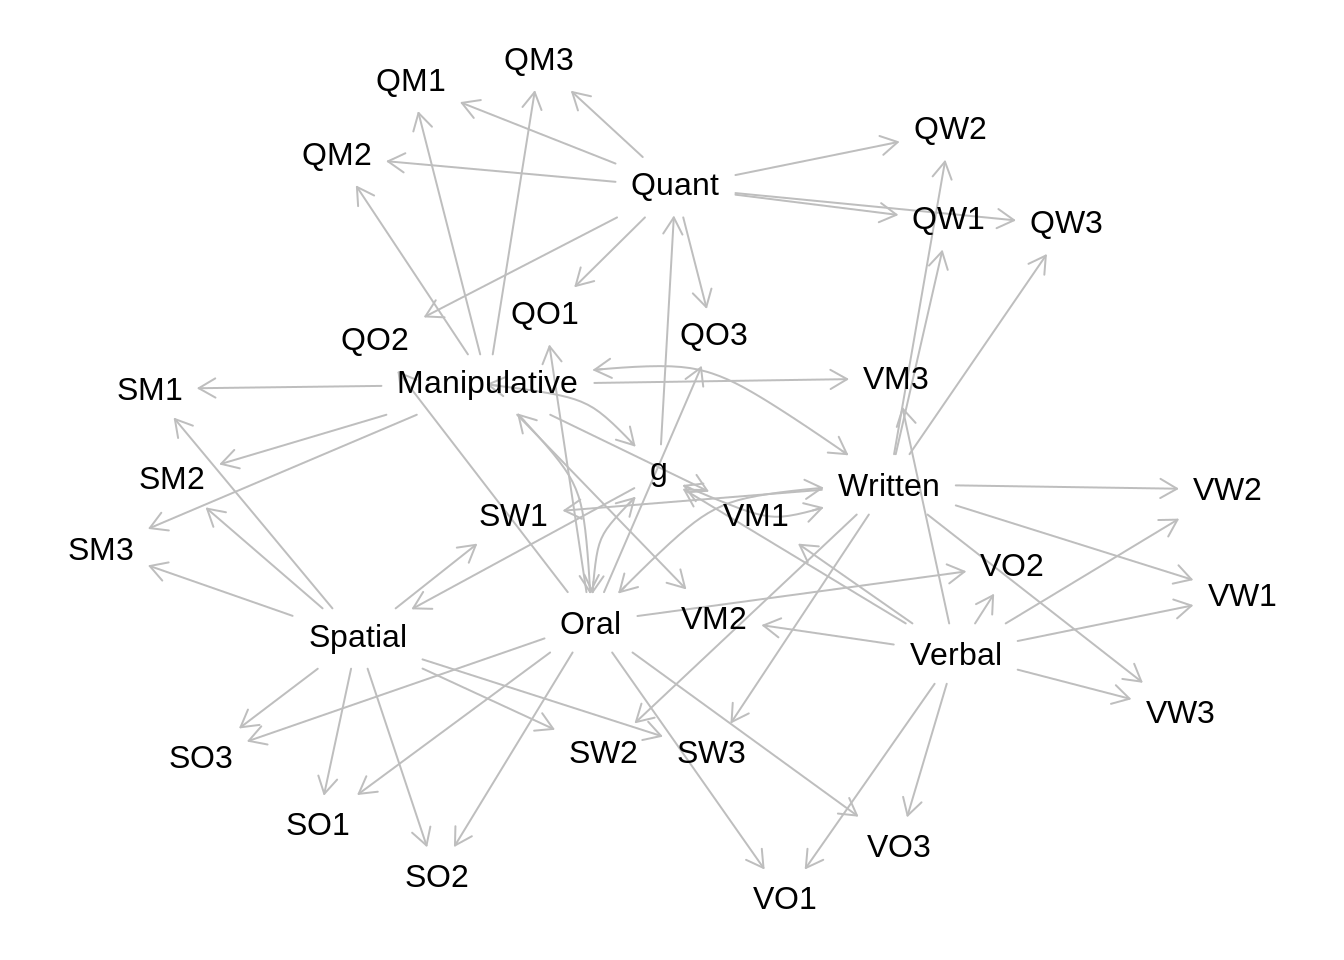 QM3
QM1
QW2
QM2
Quant
QW1
QW3
QO1
QO3
QO2
VM3
Manipulative
SM1
g
SM2
Written
VW2
SW1
VM1
SM3
VO2
VW1
VM2
Oral
Spatial
Verbal
VW3
SW2
SW3
SO3
SO1
VO3
SO2
VO1